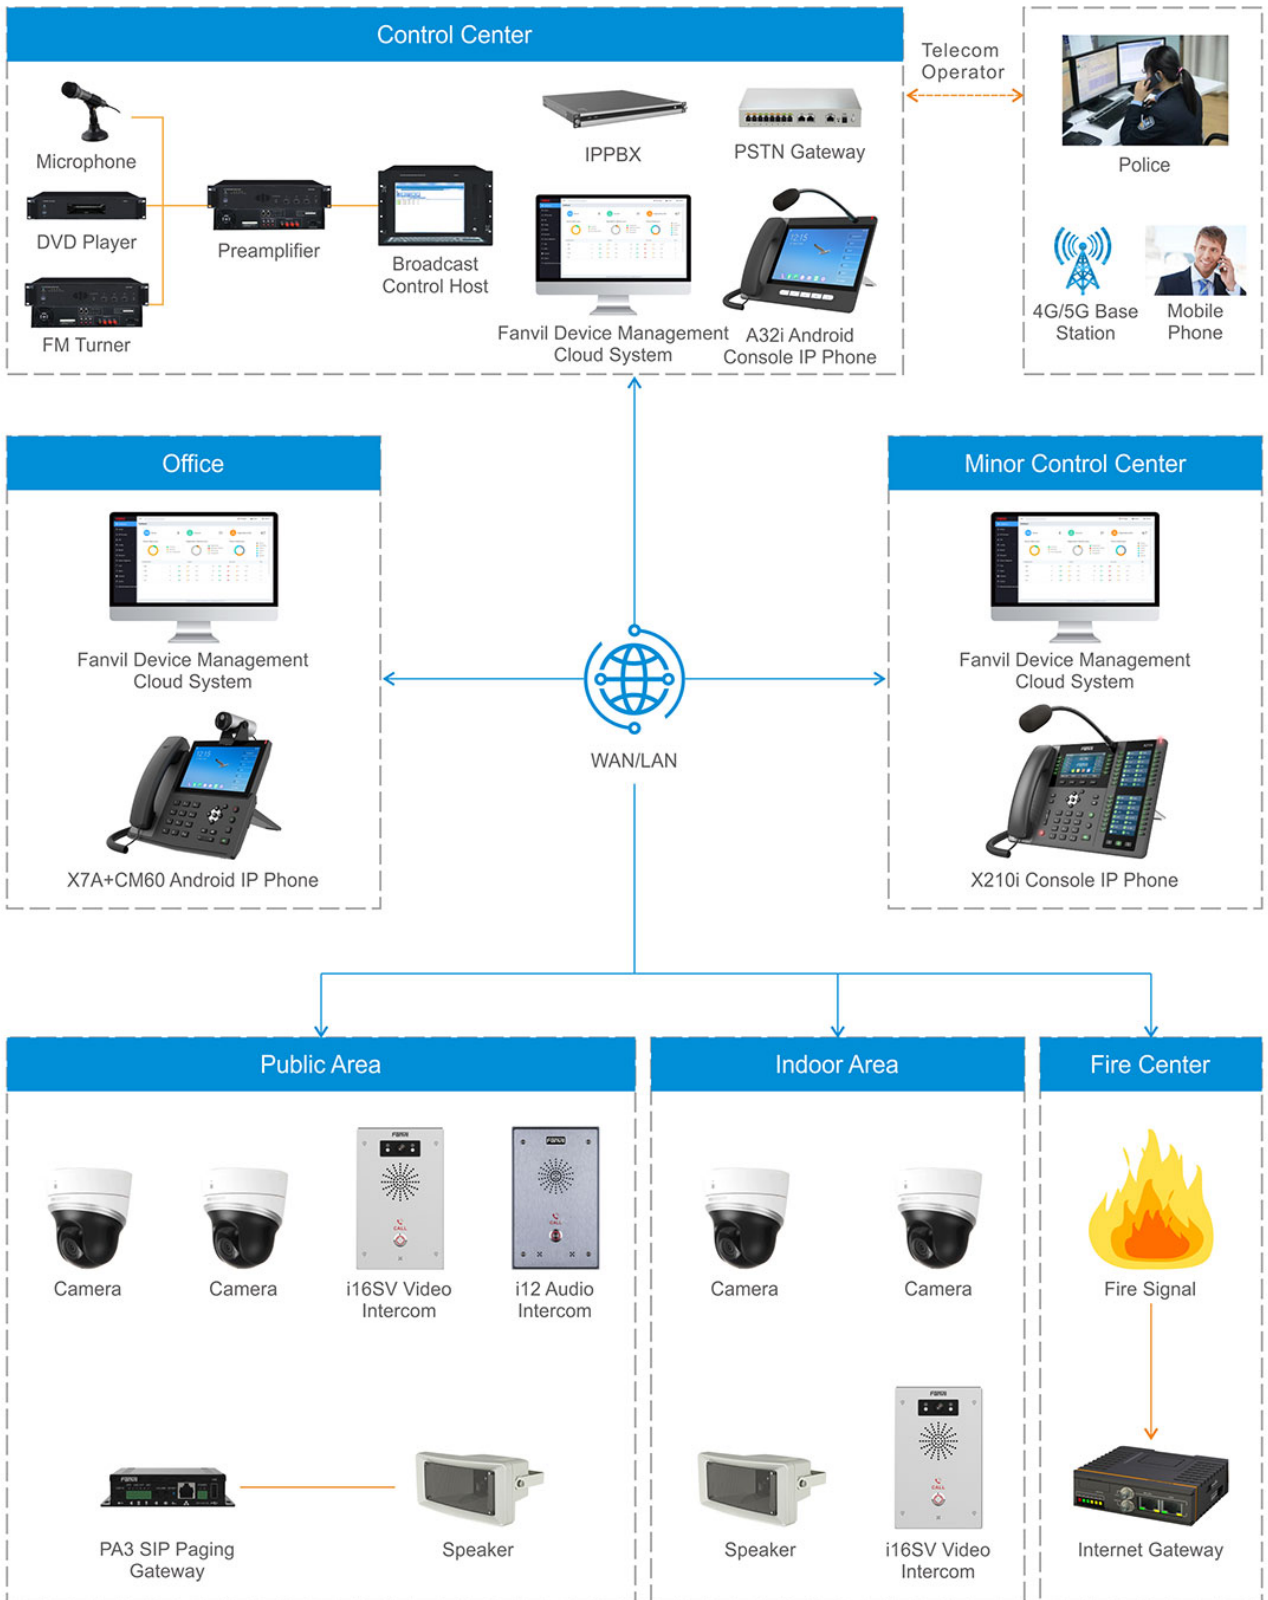 Control Center
Telecom
Operator
Microphone
IPPBX
PSTN Gateway
Police
DVD Player
Preamplifier
Broadcast
Control Host
FM Turner
Fanvil Device Management
Cloud System
A32i Android
Console IP Phone
4G/5G Base
Station
Mobile
Phone
Office
Minor Control Center
Fanvil Device Management
Cloud System
Fanvil Device Management
Cloud System
WAN/LAN
X7A+CM60 Android IP Phone
X210i Console IP Phone
Public Area
Indoor Area
Fire Center
CALL
CALL
Camera
Camera
i16SV Video
Intercom
i12 Audio
Intercom
Camera
Camera
Fire Signal
CALL
PA3 SIP Paging
Gateway
Speaker
Speaker
i16SV Video
Intercom
Internet Gateway